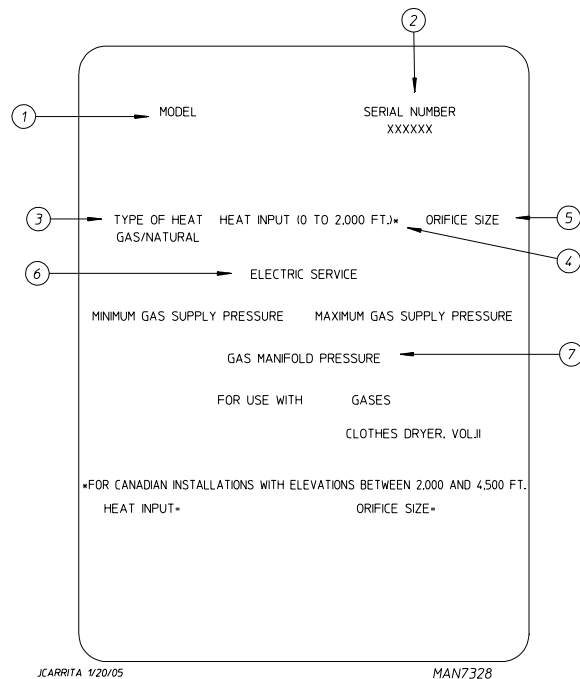 2
1 MODEL SERIAL NUMBER
XXXXXX
3 TYPE OF HEAT HEAT INPUT (0 TO 2,000 FT.)* ORIFICE SIZE 5
GAS/NATURAL
4
6 ELECTRIC SERVICE
MINIMUM GAS SUPPLY PRESSURE MAXIMUM GAS SUPPLY PRESSURE
GAS MANIFOLD PRESSURE 7
FOR USE WITH GASES
CLOTHES DRYER, VOL.II
*FOR CANADIAN INSTALLATIONS WITH ELEVATIONS BETWEEN 2,000 AND 4,500 FT.
HEAT INPUT= ORIFICE SIZE=
JCARRITA 1/20/05 MAN7328